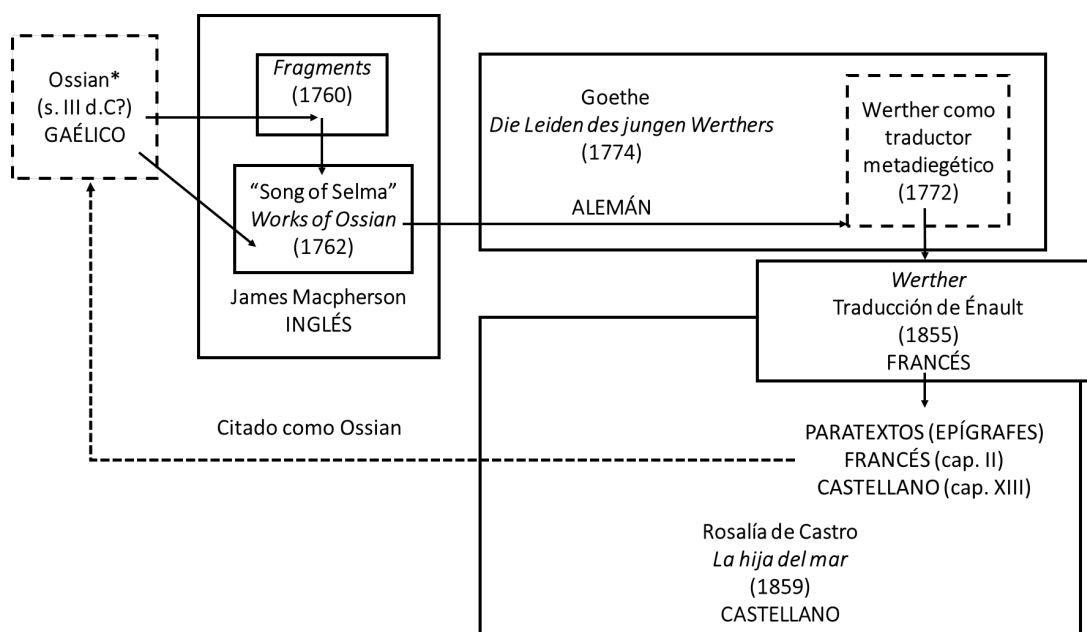 Ossian*
(s. III d.C?)
GAÉLICO
Fragments
(1760)
“Song of Selma”
Works of Ossian
(1762)
James Macpherson
INGLÉS
Goethe
Die Leiden des jungen Werthers
(1774)
ALEMÁN
Werther como
traductor
metadiegético
(1772)
Werther
Traducción de Énault
(1855)
FRANCÉS
Citado como Ossian
PARATEXTOS (EPÍGRAFES)
FRANCÉS (cap. II)
CASTELLANO (cap. XIII)
Rosalía de Castro
La hija del mar
(1859)
CASTELLANO